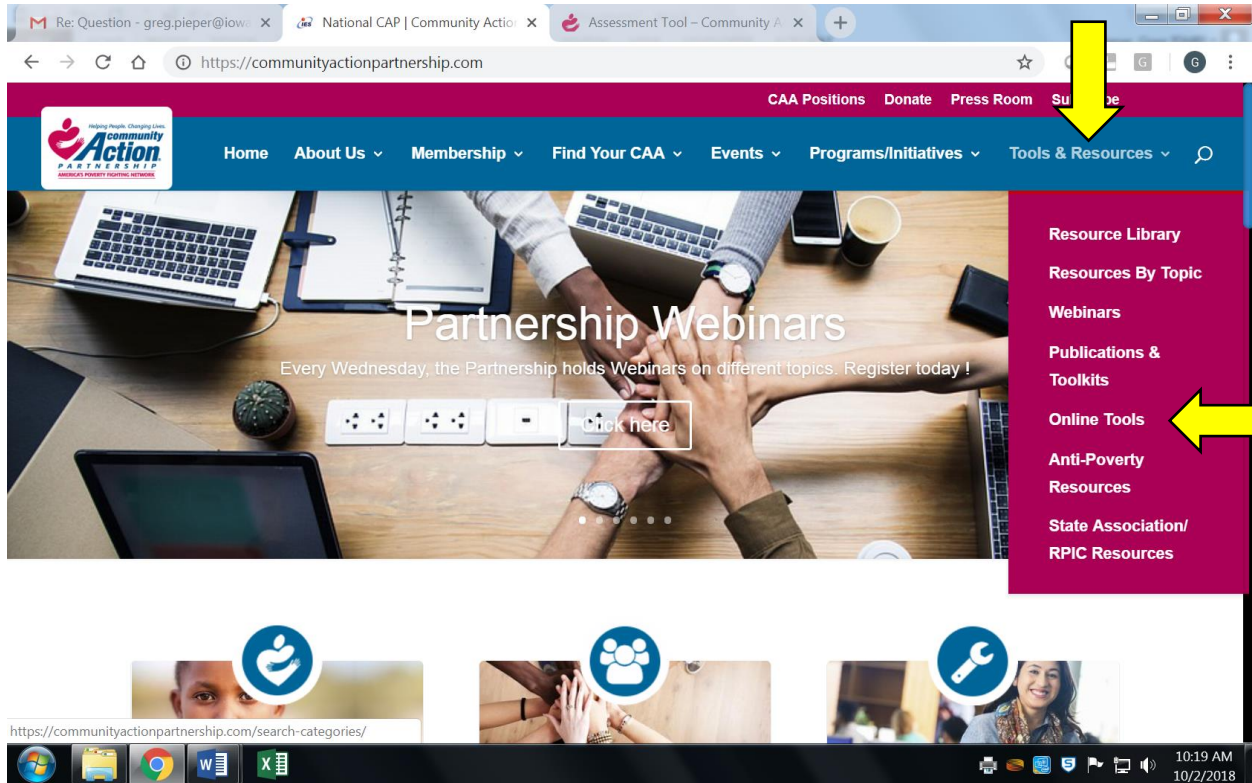 Re: Question - greg.pieper@iow
National CAP | Community Action
Assessment Tool – Community A
https://communityactionpartnership.com
G
G
CAA Positions
Donate
Press Room
Helping People. Changing Lives.
community
Action
PARTNERSHIP
AMERICA'S POVERTY FIGHTING NETWORK
Home
About Us
Membership
Find Your CAA
Events
Programs/Initiatives
Tools & Resources
Resource Library
Resources By Topic
Webinars
Publications &
Toolkits
Online Tools
Anti-Poverty
Resources
State Association/
RPIC Resources
Partnership Webinars
Every Wednesday, the Partnership holds Webinars on different topics. Register today !
Click here
https://communityactionpartnership.com/search-categories/
10:19 AM
10/2/2018